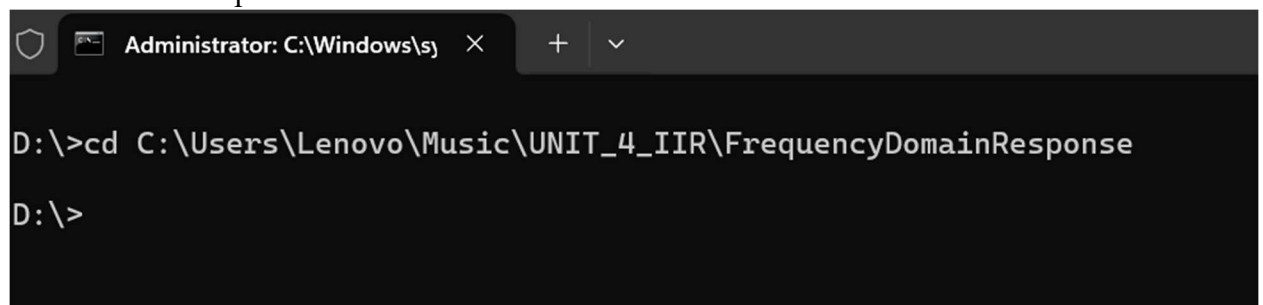 Administrator: C:\Windows\sy
D:\>cd C:\Users\Lenovo\Music\UNIT_4_IIR\FrequencyDomainResponse
D:\>